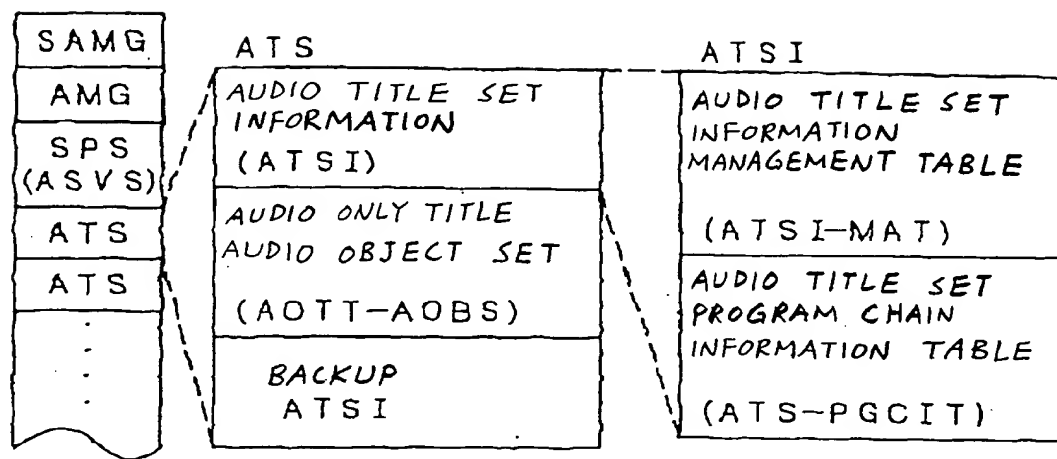 SAMG
AMG
SPS
(ASVS)
ATS
ATS
ATS
AUDIO TITLE SET
INFORMATION
(ATSI)
AUDIO ONLY TITLE
AUDIO OBJECT SET
(AOTT-AOBS)
BACKUP
ATSI
ATSI
AUDIO TITLE SET
INFORMATION
MANAGEMENT TABLE
(ATSI-MAT)
AUDIO TITLE SET
PROGRAM CHAIN
INFORMATION TABLE
(ATS-PGCIT)